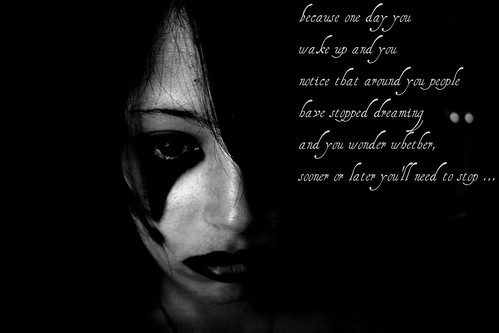 because one day you
wake up and you
notice that around you people
have stopped dreaming
and you wonder whether,
sooner or later you'll need to stop ...